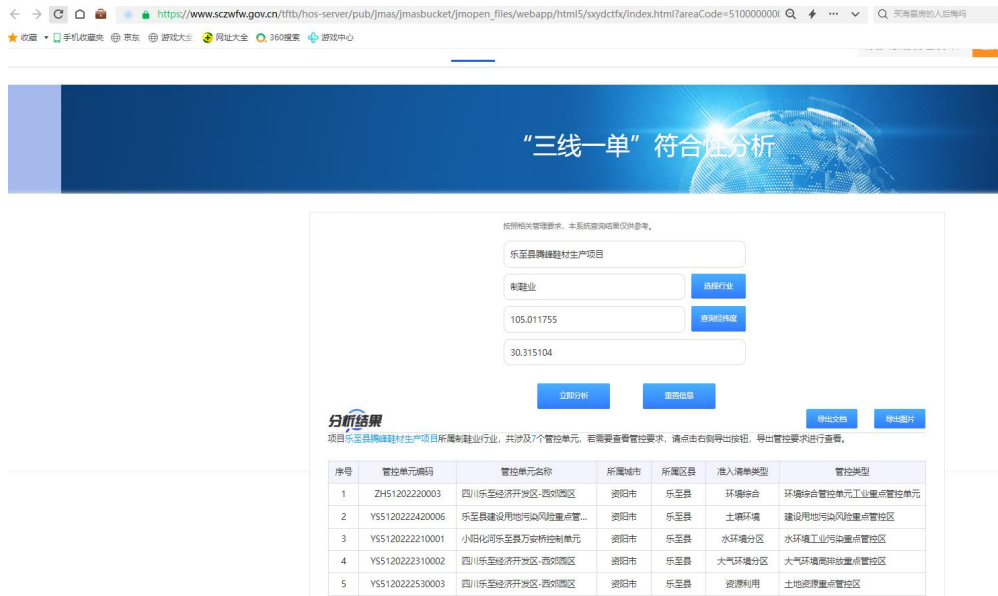 https://www.sczwfw.gov.cn/tftb/hos-server/pub/jmas/jmasbucket/jmopen_files/webapp/html5/sxydctfx/index.html?areaCode=510000000
买海景房的人后悔吗
收藏 手机收藏夹 京东 游戏大全 网址大全 360搜索 游戏中心
“三线一单”符合性分析
按照相关管理要求，本系统查询结果仅供参考。
乐至县腾峰鞋材生产项目
制鞋业 选择行业
105.011755 查询经纬度
30.315104
立即分析 重置信息
分析结果 导出文档 导出图片
项目乐至县腾峰鞋材生产项目所属制鞋业行业，共涉及7个管控单元，若需要查看管控要求，请点击右侧导出按钮，导出管控要求进行查看。
序号 管控单元编码 管控单元名称 所属城市 所属区县 准入清单类型 管控类型
1 ZH51202220003 四川乐至经济开发区-西郊园区 资阳市 乐至县 环境综合 环境综合管控单元工业重点管控单元
2 YS5120222420006 乐至县建设用地污染风险重点管... 资阳市 乐至县 土壤环境 建设用地污染风险重点管控区
3 YS5120222210001 小阳化河乐至县万安桥控制单元 资阳市 乐至县 水环境分区 水环境工业污染重点管控区
4 YS5120222310002 四川乐至经济开发区-西郊园区 资阳市 乐至县 大气环境分区 大气环境高排放重点管控区
5 YS5120222530003 四川乐至经济开发区-西郊园区 资阳市 乐至县 资源利用 土地资源重点管控区